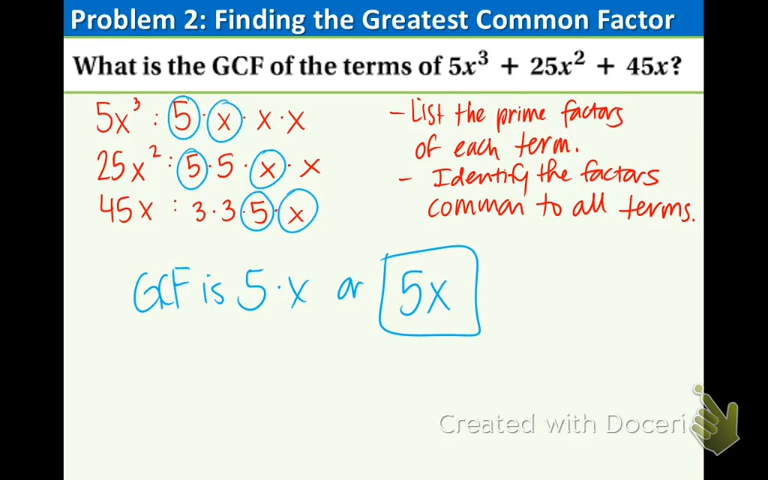 Problem 2: Finding the Greatest Common Factor
What is the GCF of the terms of 5x³ + 25x² + 45x?
5x³ : 5 · x · x · x
25x² : 5 · 5 · x · x
45x : 3 · 3 · 5 · x
- List the prime factors
of each term.
- Identify the factors
common to all terms.
GCF is 5 · x or 5x
Created with Doceri